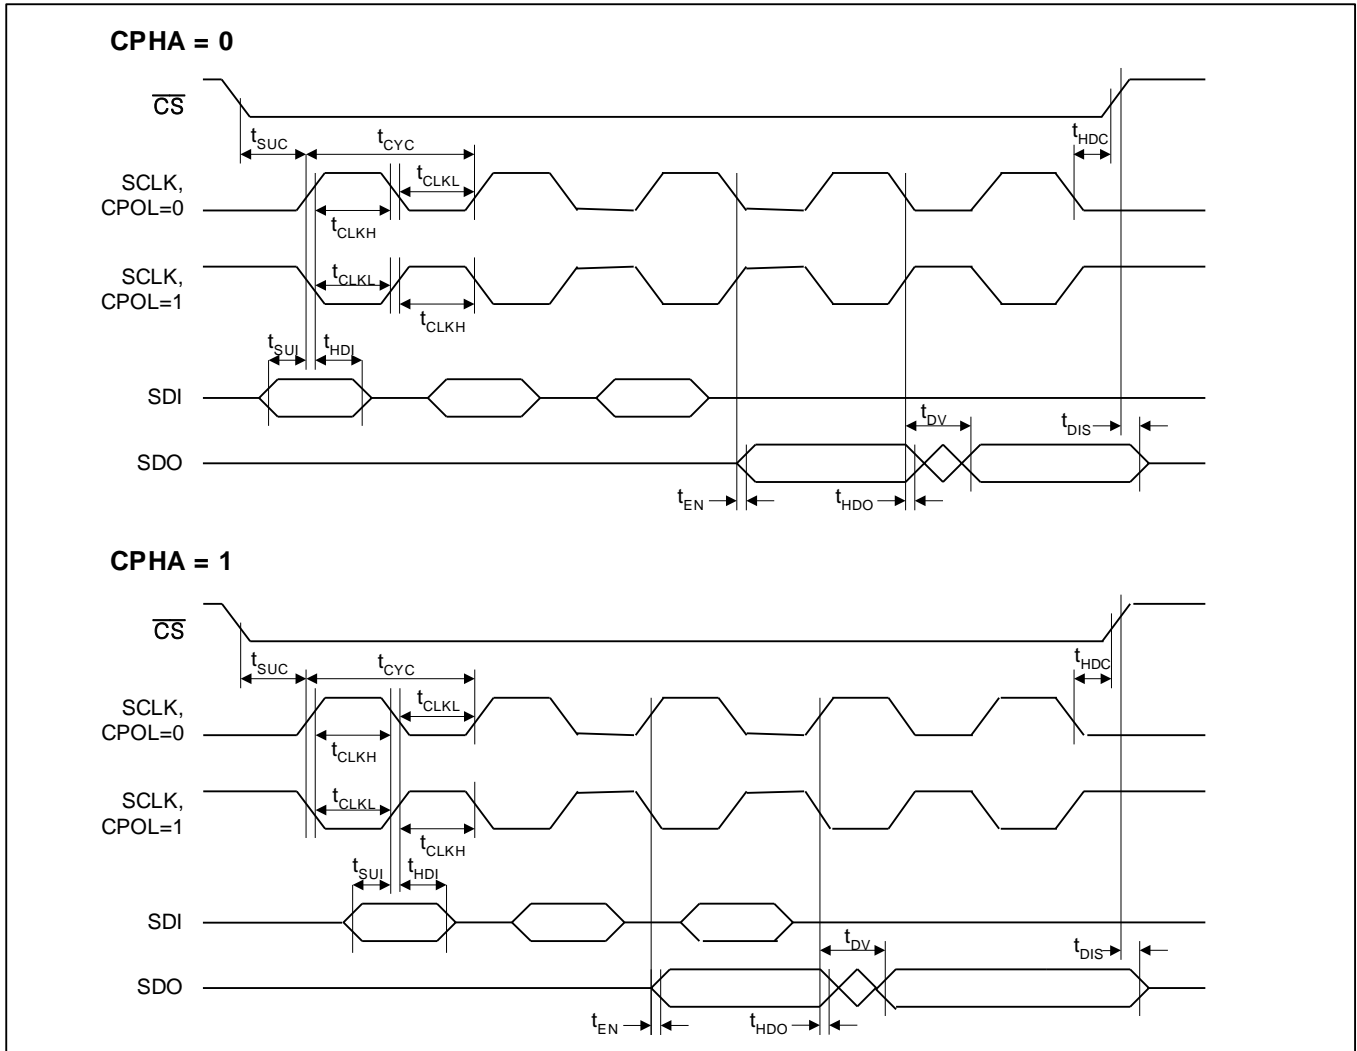 CPHA = 0
CS
tSUC
tCYC
tHDC
tCLKL
SCLK,
CPOL=0
tCLKH
SCLK,
CPOL=1
tCLKL
tCLKH
tSUI
tHDI
SDI
tDV
tDIS
SDO
tEN
tHDO
CPHA = 1
CS
tSUC
tCYC
tHDC
tCLKL
SCLK,
CPOL=0
tCLKH
SCLK,
CPOL=1
tCLKL
tCLKH
tSUI
tHDI
SDI
tDV
tDIS
SDO
tEN
tHDO